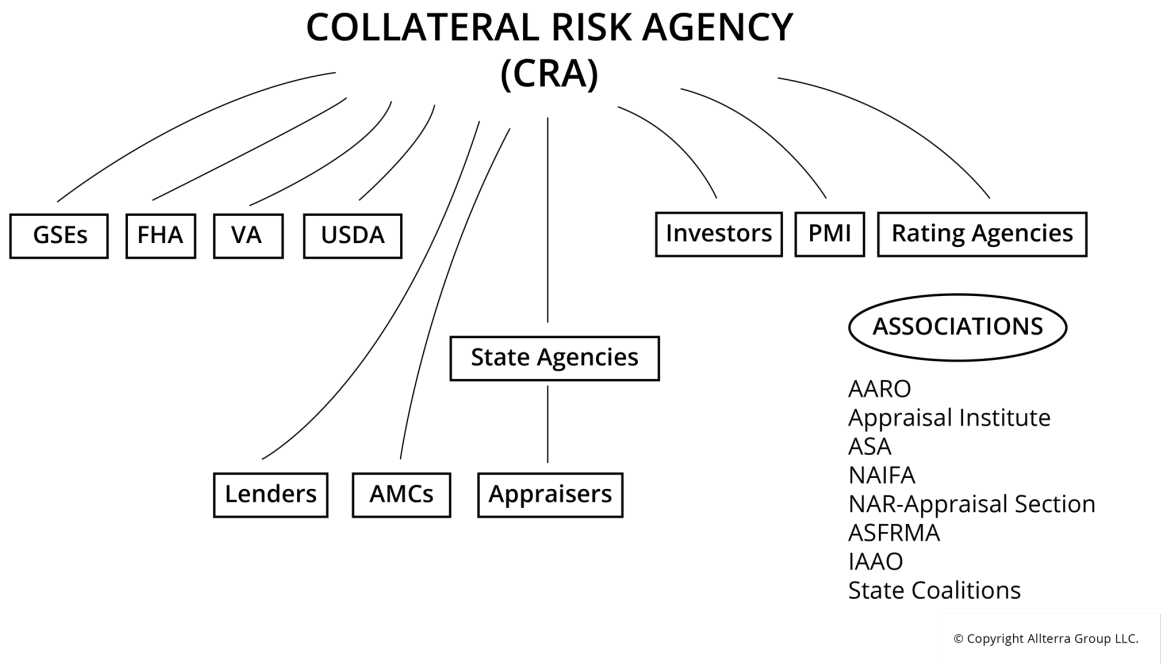 COLLATERAL RISK AGENCY
(CRA)
GSEs
FHA
VA
USDA
Investors
PMI
Rating Agencies
State Agencies
Lenders
AMCs
Appraisers
ASSOCIATIONS
AARO
Appraisal Institute
ASA
NAIFA
NAR-Appraisal Section
ASFRMA
IAAO
State Coalitions
© Copyright Allterra Group LLC.